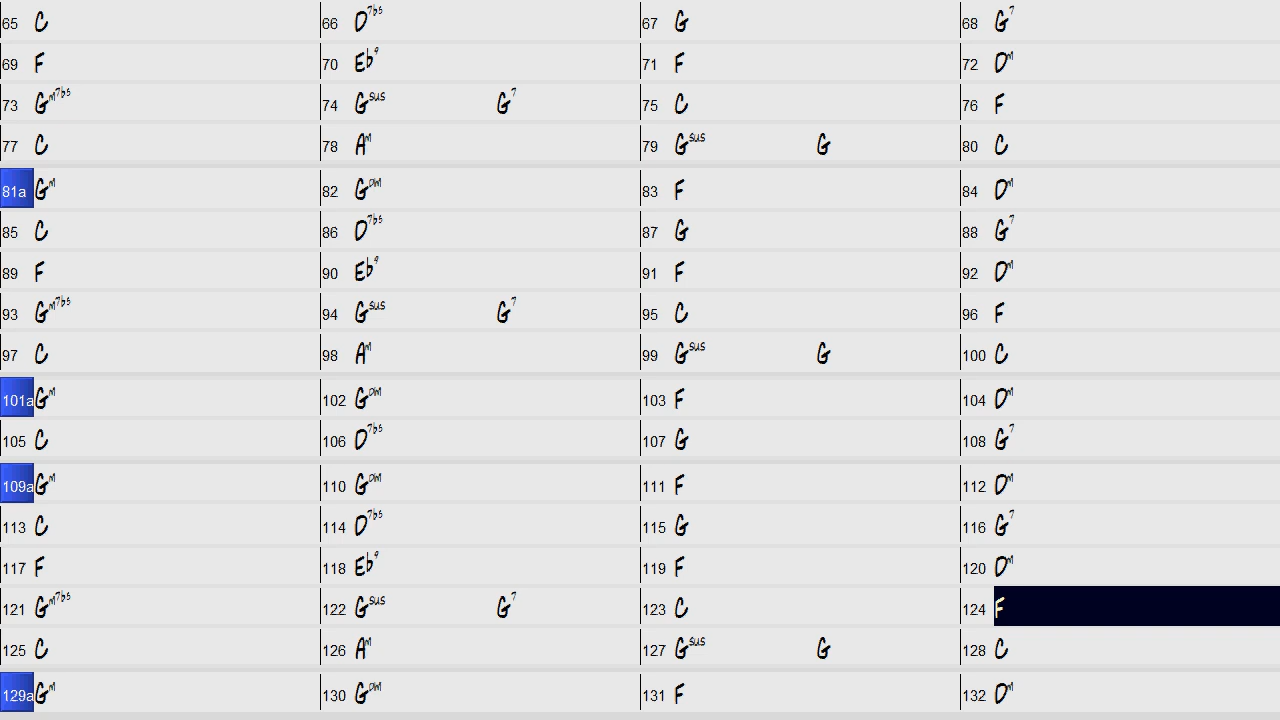 65 C 66 D7b5 67 G 68 G7
69 F 70 Eb9 71 F 72 Dm
73 Gm7b5 74 Gsus G7 75 C 76 F
77 C 78 Am 79 Gsus G 80 C
81a Gm 82 Gdim 83 F 84 Dm
85 C 86 D7b5 87 G 88 G7
89 F 90 Eb9 91 F 92 Dm
93 Gm7b5 94 Gsus G7 95 C 96 F
97 C 98 Am 99 Gsus G 100 C
101a Gm 102 Gdim 103 F 104 Dm
105 C 106 D7b5 107 G 108 G7
109a Gm 110 Gdim 111 F 112 Dm
113 C 114 D7b5 115 G 116 G7
117 F 118 Eb9 119 F 120 Dm
121 Gm7b5 122 Gsus G7 123 C 124 F
125 C 126 Am 127 Gsus G 128 C
129a Gm 130 Gdim 131 F 132 Dm